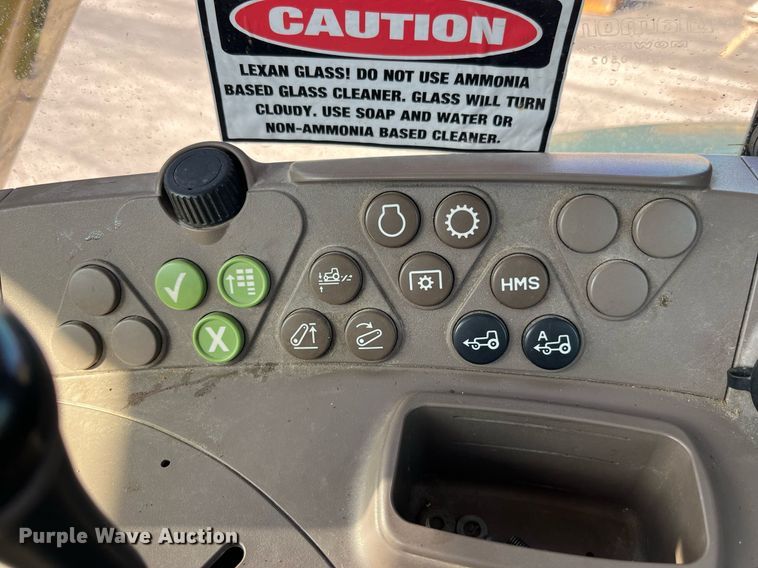 CAUTION
LEXAN GLASS! DO NOT USE AMMONIA
BASED GLASS CLEANER. GLASS WILL TURN
CLOUDY. USE SOAP AND WATER OR
NON-AMMONIA BASED CLEANER.
HMS
X
A
Purple Wave Auction